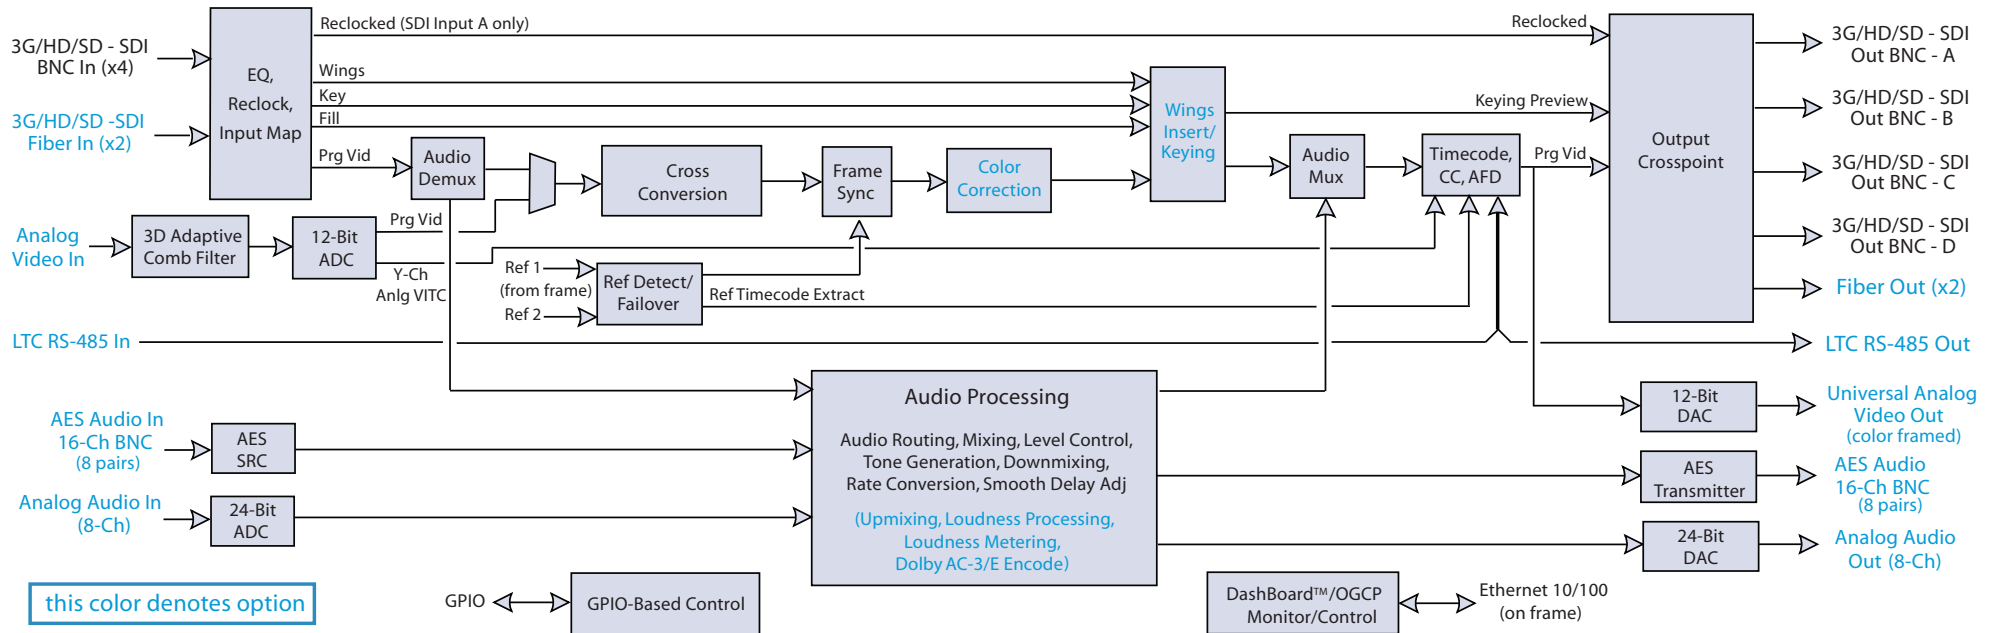 3G/HD/SD - SDI
BNC In (x4)
3G/HD/SD -SDI
Fiber In (x2)
EQ,
Reclock,
Input Map
Reclocked (SDI Input A only)
Reclocked
Wings
Key
Fill
Prg Vid
Audio
Demux
Cross
Conversion
Frame
Sync
Color
Correction
Wings
Insert/
Keying
Keying Preview
Audio
Mux
Timecode,
CC, AFD
Prg Vid
Output
Crosspoint
3G/HD/SD - SDI
Out BNC - A
3G/HD/SD - SDI
Out BNC - B
3G/HD/SD - SDI
Out BNC - C
3G/HD/SD - SDI
Out BNC - D
Fiber Out (x2)
Analog
Video In
3D Adaptive
Comb Filter
12-Bit
ADC
Prg Vid
Y-Ch
Anlg VITC
Ref 1
(from frame)
Ref 2
Ref Detect/
Failover
Ref Timecode Extract
LTC RS-485 In
LTC RS-485 Out
AES Audio In
16-Ch BNC
(8 pairs)
AES
SRC
Analog Audio In
(8-Ch)
24-Bit
ADC
Audio Processing
Audio Routing, Mixing, Level Control,
Tone Generation, Downmixing,
Rate Conversion, Smooth Delay Adj
(Upmixing, Loudness Processing,
Loudness Metering,
Dolby AC-3/E Encode)
12-Bit
DAC
Universal Analog
Video Out
(color framed)
AES
Transmitter
AES Audio
16-Ch BNC
(8 pairs)
24-Bit
DAC
Analog Audio
Out (8-Ch)
this color denotes option
GPIO
GPIO-Based Control
DashBoard™/OGCP
Monitor/Control
Ethernet 10/100
(on frame)